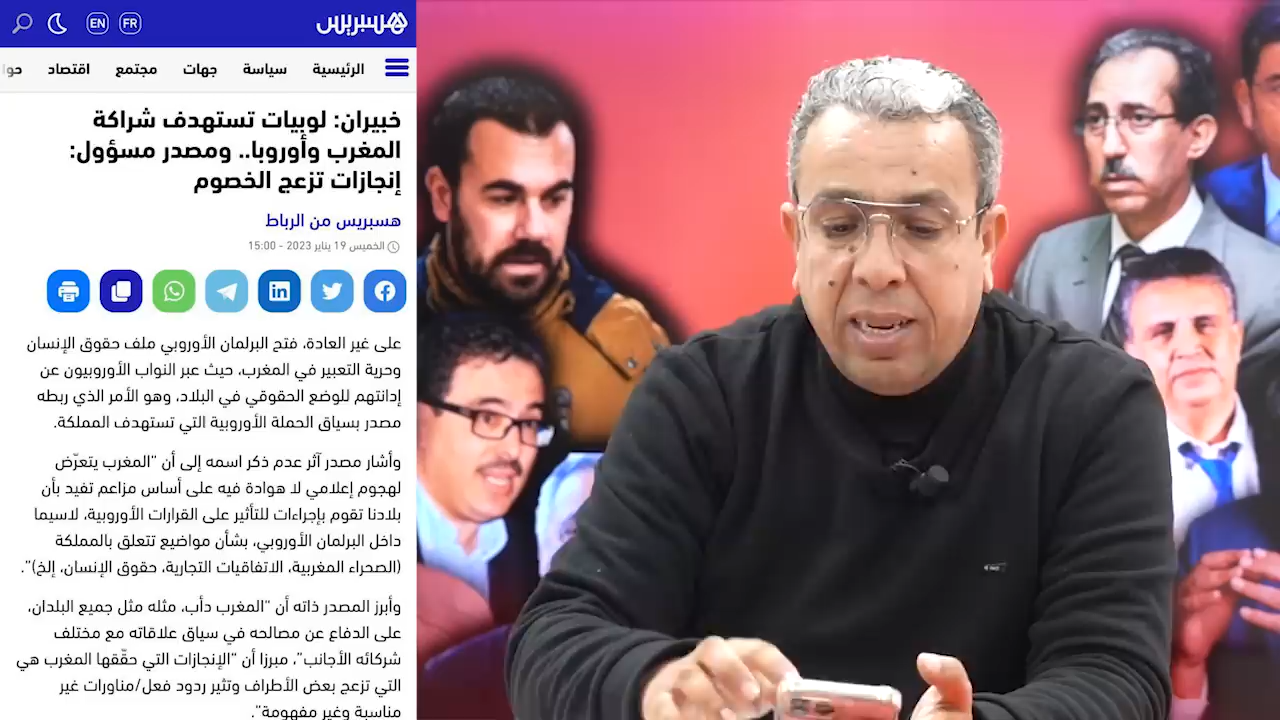 هسبريس
FR
EN
الرئيسية
سياسة
جهات
مجتمع
اقتصاد
حوا
خبيران: لوبيات تستهدف شراكة
المغرب وأوروبا.. ومصدر مسؤول:
إنجازات تزعج الخصوم
هسبريس من الرباط
الخميس 19 يناير 2023 - 15:00
على غير العادة، فتح البرلمان الأوروبي ملف حقوق الإنسان
وحرية التعبير في المغرب، حيث عبر النواب الأوروبيون عن
إدانتهم للوضع الحقوقي في البلاد، وهو الأمر الذي ربطه
مصدر بسياق الحملة الأوروبية التي تستهدف المملكة.
وأشار مصدر آثر عدم ذكر اسمه إلى أن "المغرب يتعرّض
لهجوم إعلامي لا هوادة فيه على أساس مزاعم تفيد بأن
بلادنا تقوم بإجراءات للتأثير على القرارات الأوروبية، لاسيما
داخل البرلمان الأوروبي، بشأن مواضيع تتعلق بالمملكة
(الصحراء المغربية، الاتفاقيات التجارية، حقوق الإنسان، إلخ)".
وأبرز المصدر ذاته أن "المغرب دأب، مثله مثل جميع البلدان،
على الدفاع عن مصالحه في سياق علاقاته مع مختلف
شركائه الأجانب"، مبرزا أن "الإنجازات التي حقّقها المغرب هي
التي تزعج بعض الأطراف وتثير ردود فعل/مناورات غير
مناسبة وغير مفهومة".